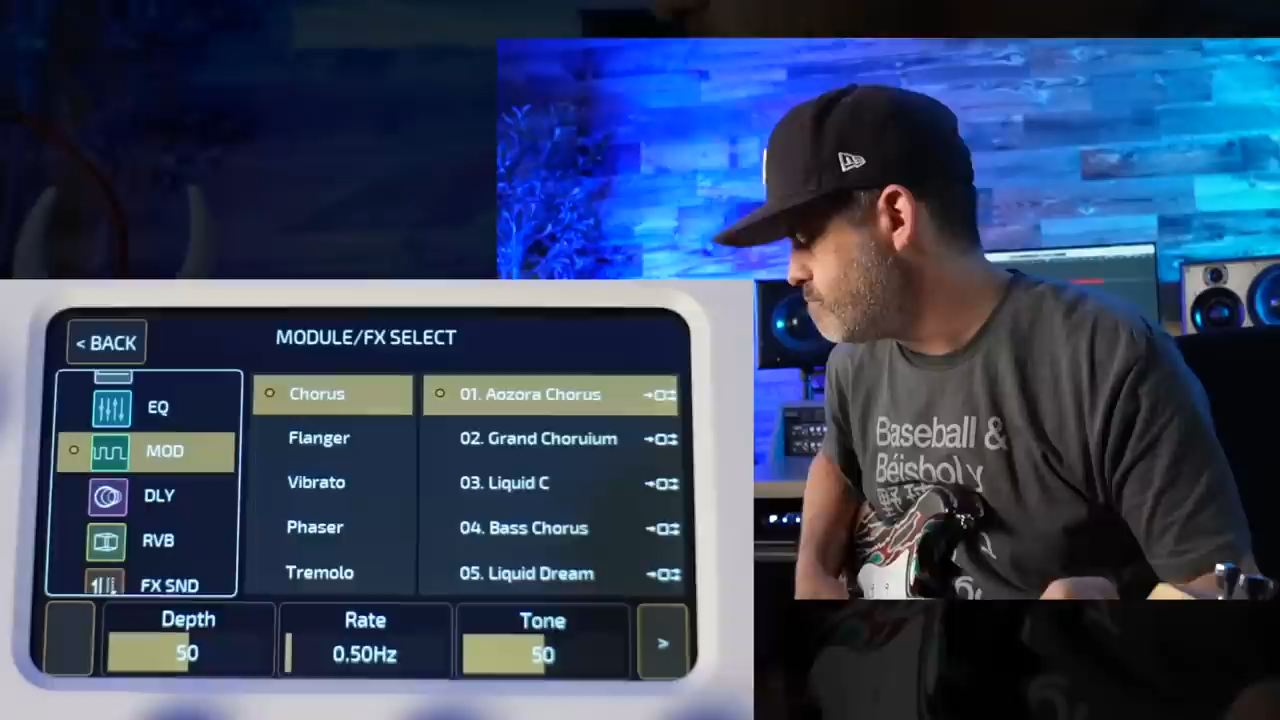 < BACK
MODULE/FX SELECT
EQ
MOD
DLY
RVB
FX SND
Chorus
Flanger
Vibrato
Phaser
Tremolo
01. Aozora Chorus
02. Grand Choruium
03. Liquid C
04. Bass Chorus
05. Liquid Dream
Depth
50
Rate
0.50Hz
Tone
50
>
Baseball &
Béisbol